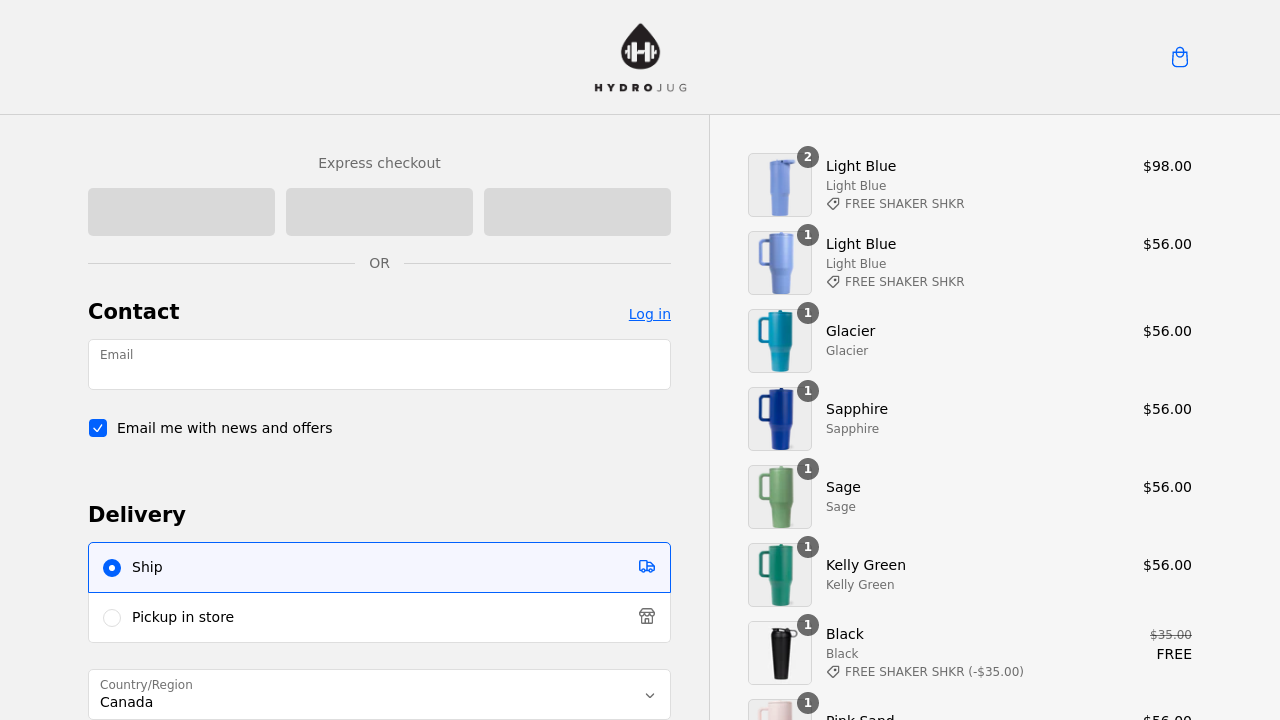 HYDROJUG
Express checkout
OR
Contact
Log in
Email
Email me with news and offers
Delivery
Ship
Pickup in store
Country/Region
Canada
2
Light Blue
$98.00
Light Blue
FREE SHAKER SHKR
1
Light Blue
$56.00
Light Blue
FREE SHAKER SHKR
1
Glacier
$56.00
Glacier
1
Sapphire
$56.00
Sapphire
1
Sage
$56.00
Sage
1
Kelly Green
$56.00
Kelly Green
1
Black
$35.00
Black
FREE
FREE SHAKER SHKR (-$35.00)
1
Pink Sand
$56.00